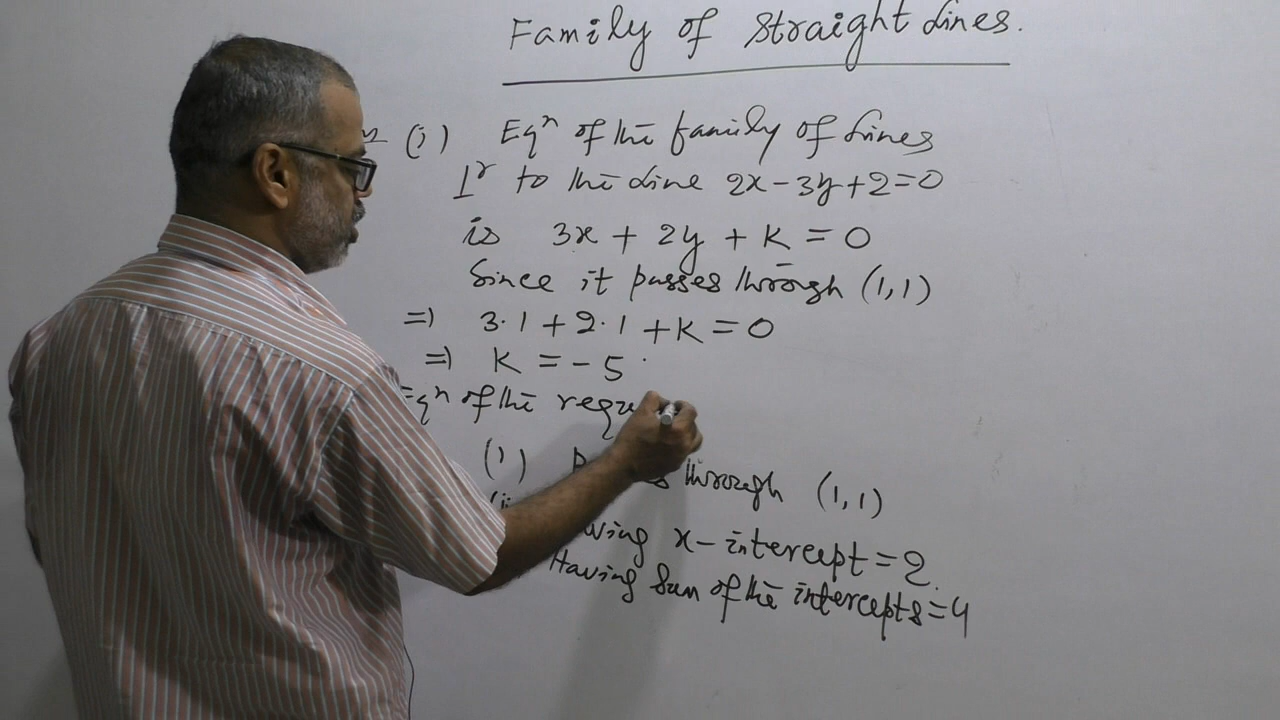 Family of Straight Lines.
(i) Eqⁿ of the family of Lines
⊥ʳ to the Line 2x-3y+2=0
is 3x + 2y + K = 0
Since it passes through (1,1)
=) 3.1 + 2.1 + K = 0
=) K = -5
Eqⁿ of the requ
(i) through (1,1)
x-intercept = 2.
Having Sum of the intercepts = 4